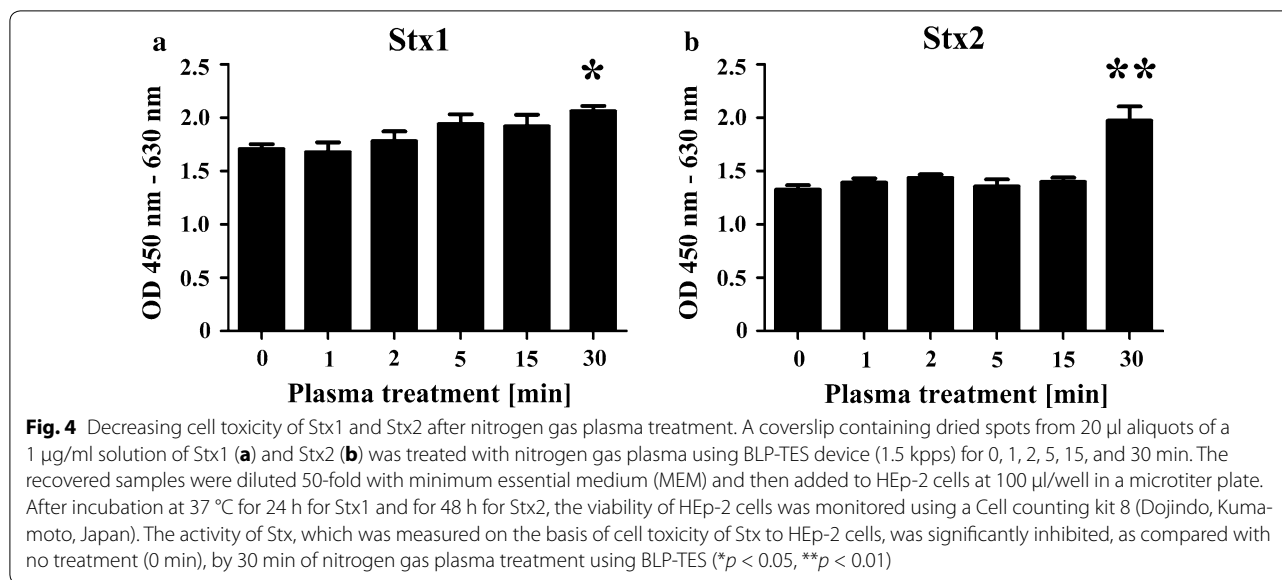 a Stx1
2.5
*
2.0
1.5
1.0
0.5
0
OD 450 nm - 630 nm
0 1 2 5 15 30
Plasma treatment [min]
b Stx2
2.5
**
2.0
1.5
1.0
0.5
0
OD 450 nm - 630 nm
0 1 2 5 15 30
Plasma treatment [min]
Fig. 4 Decreasing cell toxicity of Stx1 and Stx2 after nitrogen gas plasma treatment. A coverslip containing dried spots from 20 µl aliquots of a
1 µg/ml solution of Stx1 (a) and Stx2 (b) was treated with nitrogen gas plasma using BLP-TES device (1.5 kpps) for 0, 1, 2, 5, 15, and 30 min. The
recovered samples were diluted 50-fold with minimum essential medium (MEM) and then added to HEp-2 cells at 100 µl/well in a microtiter plate.
After incubation at 37 °C for 24 h for Stx1 and for 48 h for Stx2, the viability of HEp-2 cells was monitored using a Cell counting kit 8 (Dojindo, Kuma-
moto, Japan). The activity of Stx, which was measured on the basis of cell toxicity of Stx to HEp-2 cells, was significantly inhibited, as compared with
no treatment (0 min), by 30 min of nitrogen gas plasma treatment using BLP-TES (*p < 0.05, **p < 0.01)